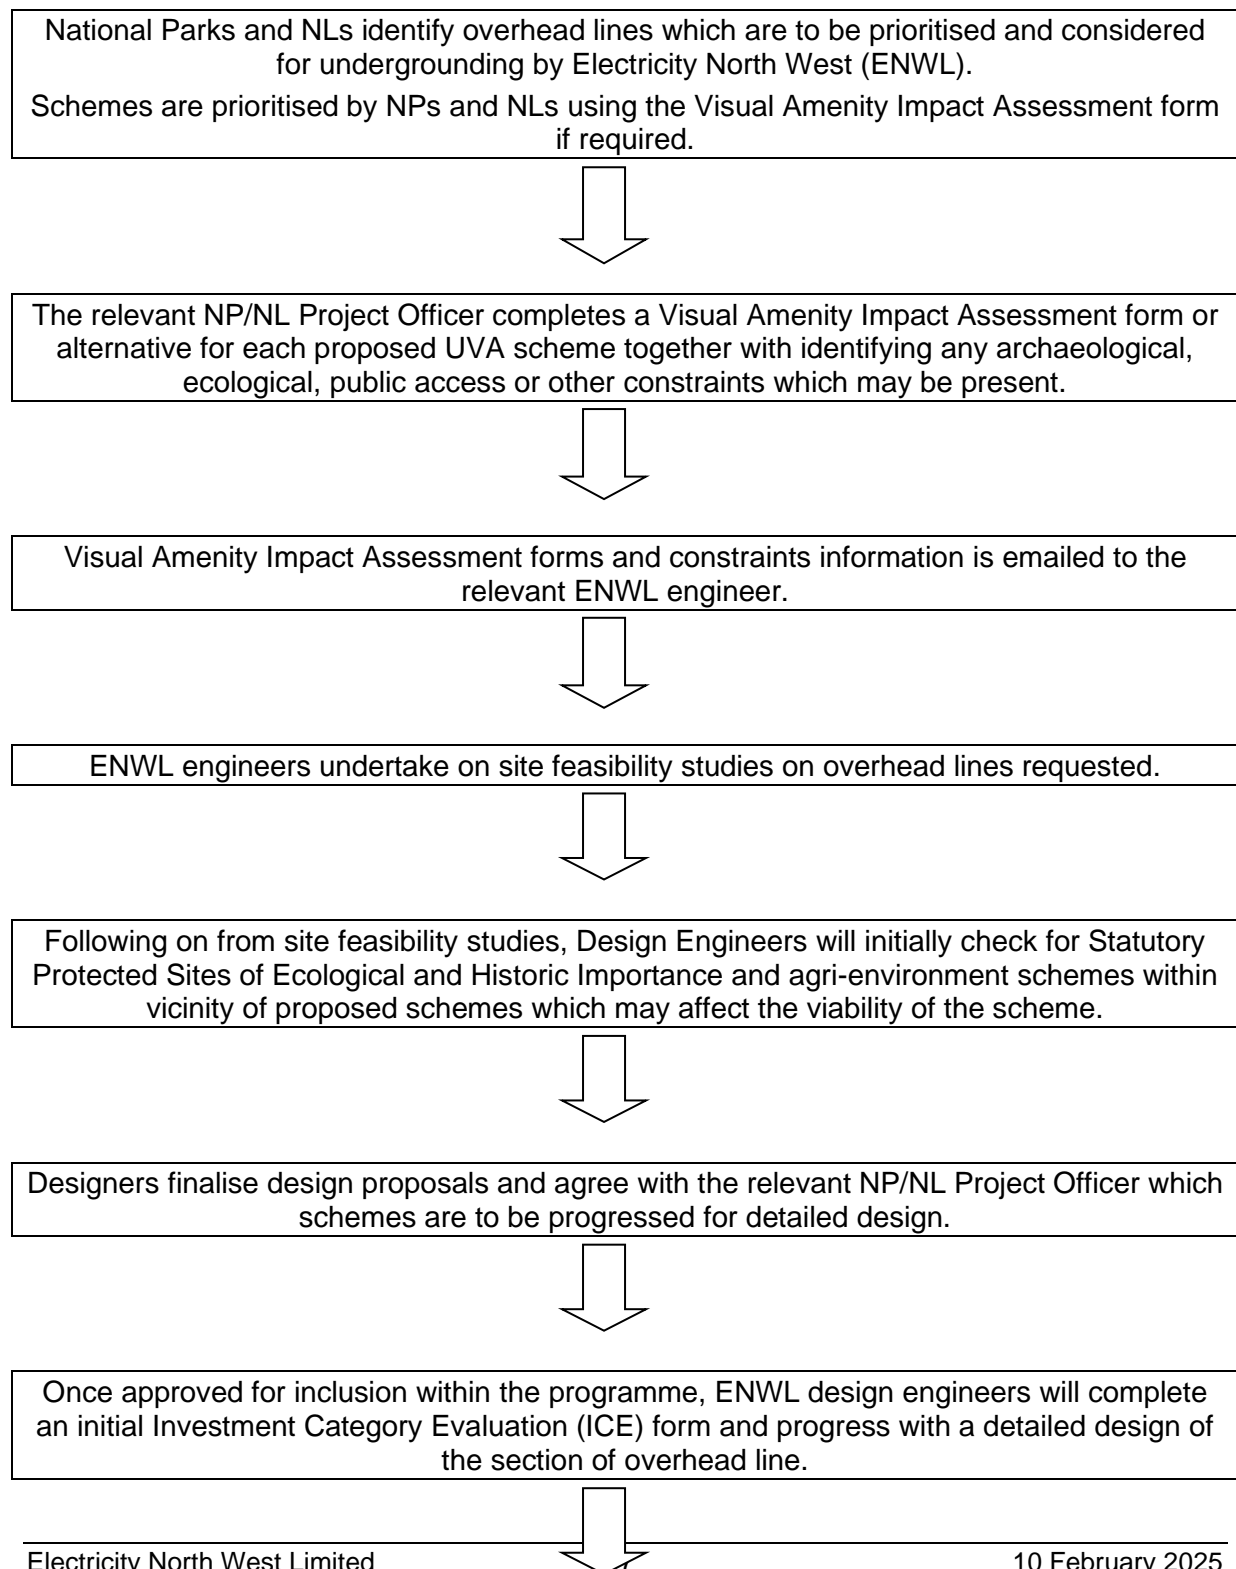 National Parks and NLs identify overhead lines which are to be prioritised and considered
for undergrounding by Electricity North West (ENWL).
Schemes are prioritised by NPs and NLs using the Visual Amenity Impact Assessment form
if required.
The relevant NP/NL Project Officer completes a Visual Amenity Impact Assessment form or
alternative for each proposed UVA scheme together with identifying any archaeological,
ecological, public access or other constraints which may be present.
Visual Amenity Impact Assessment forms and constraints information is emailed to the
relevant ENWL engineer.
ENWL engineers undertake on site feasibility studies on overhead lines requested.
Following on from site feasibility studies, Design Engineers will initially check for Statutory
Protected Sites of Ecological and Historic Importance and agri-environment schemes within
vicinity of proposed schemes which may affect the viability of the scheme.
Designers finalise design proposals and agree with the relevant NP/NL Project Officer which
schemes are to be progressed for detailed design.
Once approved for inclusion within the programme, ENWL design engineers will complete
an initial Investment Category Evaluation (ICE) form and progress with a detailed design of
the section of overhead line.
Electricity North West Limited
10 February 2025